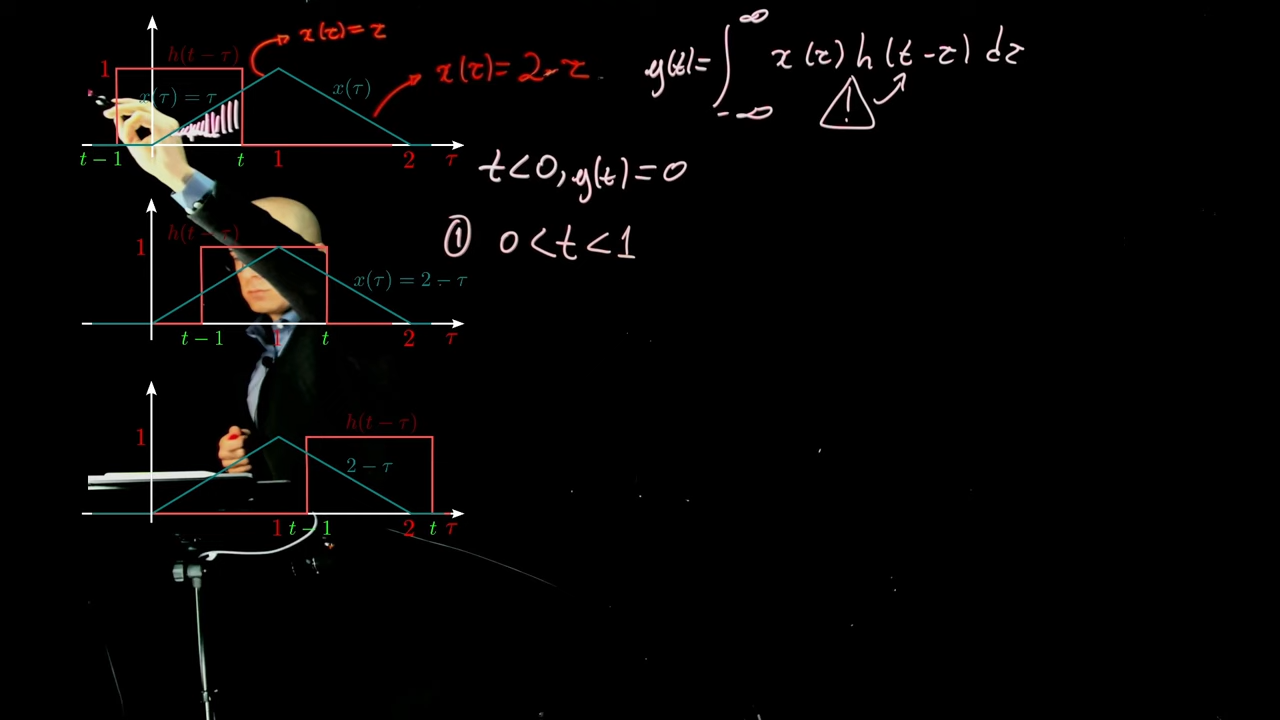 x(τ) = τ
h(t − τ)
1
x(τ) = τ
x(τ)
x(τ) = 2 - τ
t − 1
t
1
2
τ
y(t) = ∫ x(τ) h(t - τ) dτ
∞
- ∞
!
t < 0, y(t) = 0
① 0 < t < 1
h(t − τ)
1
x(τ) = 2 − τ
t − 1
1
t
2
τ
h(t − τ)
1
2 − τ
1
t − 1
2
t
τ